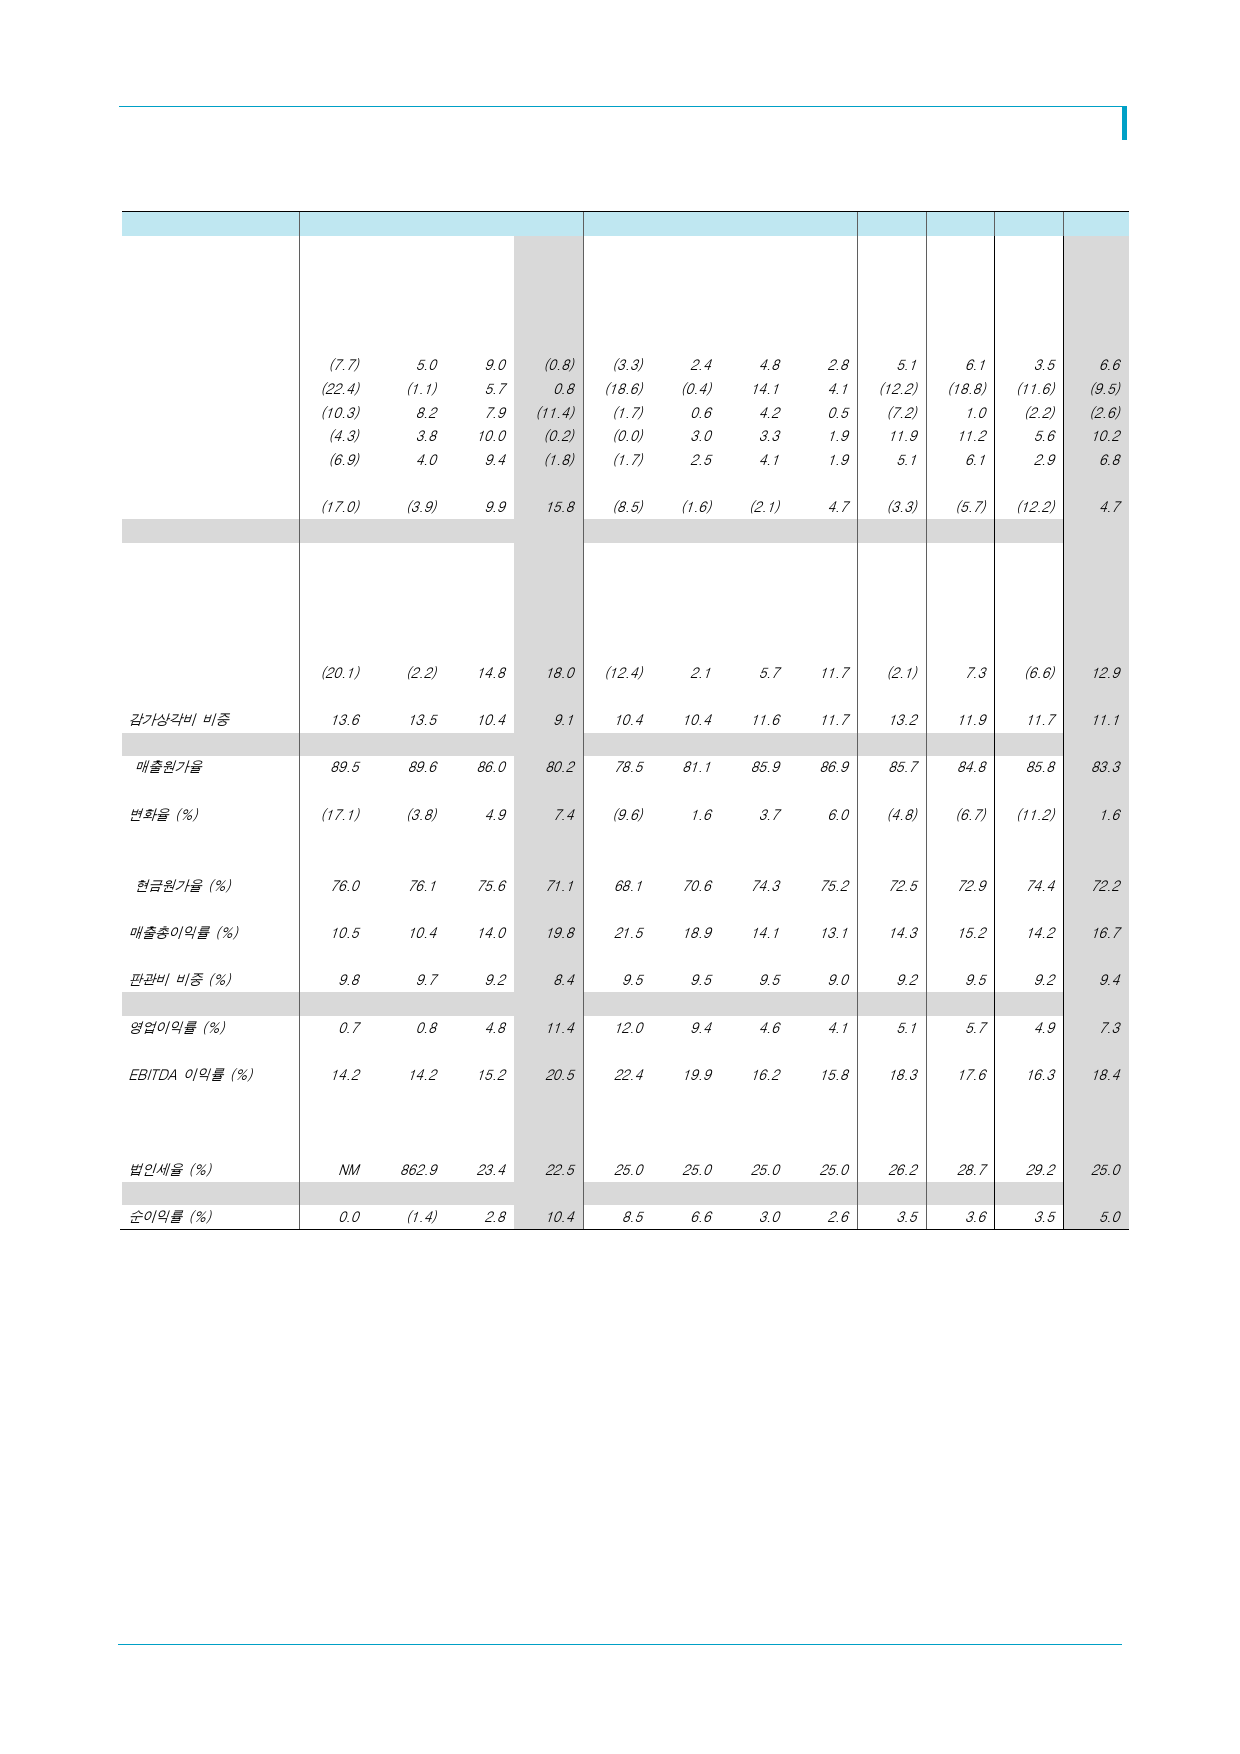 (7.7) 5.0 9.0 (0.8) (3.3) 2.4 4.8 2.8 5.1 6.1 3.5 6.6
(22.4) (1.1) 5.7 0.8 (18.6) (0.4) 14.1 4.1 (12.2) (18.8) (11.6) (9.5)
(10.3) 8.2 7.9 (11.4) (1.7) 0.6 4.2 0.5 (7.2) 1.0 (2.2) (2.6)
(4.3) 3.8 10.0 (0.2) (0.0) 3.0 3.3 1.9 11.9 11.2 5.6 10.2
(6.9) 4.0 9.4 (1.8) (1.7) 2.5 4.1 1.9 5.1 6.1 2.9 6.8
(17.0) (3.9) 9.9 15.8 (8.5) (1.6) (2.1) 4.7 (3.3) (5.7) (12.2) 4.7
(20.1) (2.2) 14.8 18.0 (12.4) 2.1 5.7 11.7 (2.1) 7.3 (6.6) 12.9
감가상각비 비중 13.6 13.5 10.4 9.1 10.4 10.4 11.6 11.7 13.2 11.9 11.7 11.1
매출원가율 89.5 89.6 86.0 80.2 78.5 81.1 85.9 86.9 85.7 84.8 85.8 83.3
변화율 (%) (17.1) (3.8) 4.9 7.4 (9.6) 1.6 3.7 6.0 (4.8) (6.7) (11.2) 1.6
현금원가율 (%) 76.0 76.1 75.6 71.1 68.1 70.6 74.3 75.2 72.5 72.9 74.4 72.2
매출총이익률 (%) 10.5 10.4 14.0 19.8 21.5 18.9 14.1 13.1 14.3 15.2 14.2 16.7
판관비 비중 (%) 9.8 9.7 9.2 8.4 9.5 9.5 9.5 9.0 9.2 9.5 9.2 9.4
영업이익률 (%) 0.7 0.8 4.8 11.4 12.0 9.4 4.6 4.1 5.1 5.7 4.9 7.3
EBITDA 이익률 (%) 14.2 14.2 15.2 20.5 22.4 19.9 16.2 15.8 18.3 17.6 16.3 18.4
법인세율 (%) NM 862.9 23.4 22.5 25.0 25.0 25.0 25.0 26.2 28.7 29.2 25.0
순이익률 (%) 0.0 (1.4) 2.8 10.4 8.5 6.6 3.0 2.6 3.5 3.6 3.5 5.0